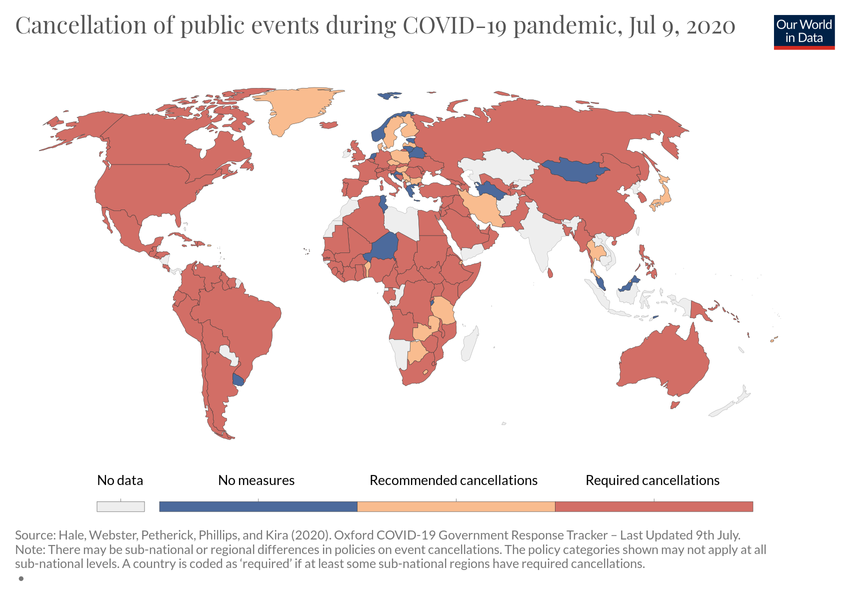 Cancellation of public events during COVID-19 pandemic, Jul 9, 2020
Our World
in Data
No data
No measures
Recommended cancellations
Required cancellations
Source: Hale, Webster, Petherick, Phillips, and Kira (2020). Oxford COVID-19 Government Response Tracker – Last Updated 9th July.
Note: There may be sub-national or regional differences in policies on event cancellations. The policy categories shown may not apply at all
sub-national levels. A country is coded as ‘required’ if at least some sub-national regions have required cancellations.
•